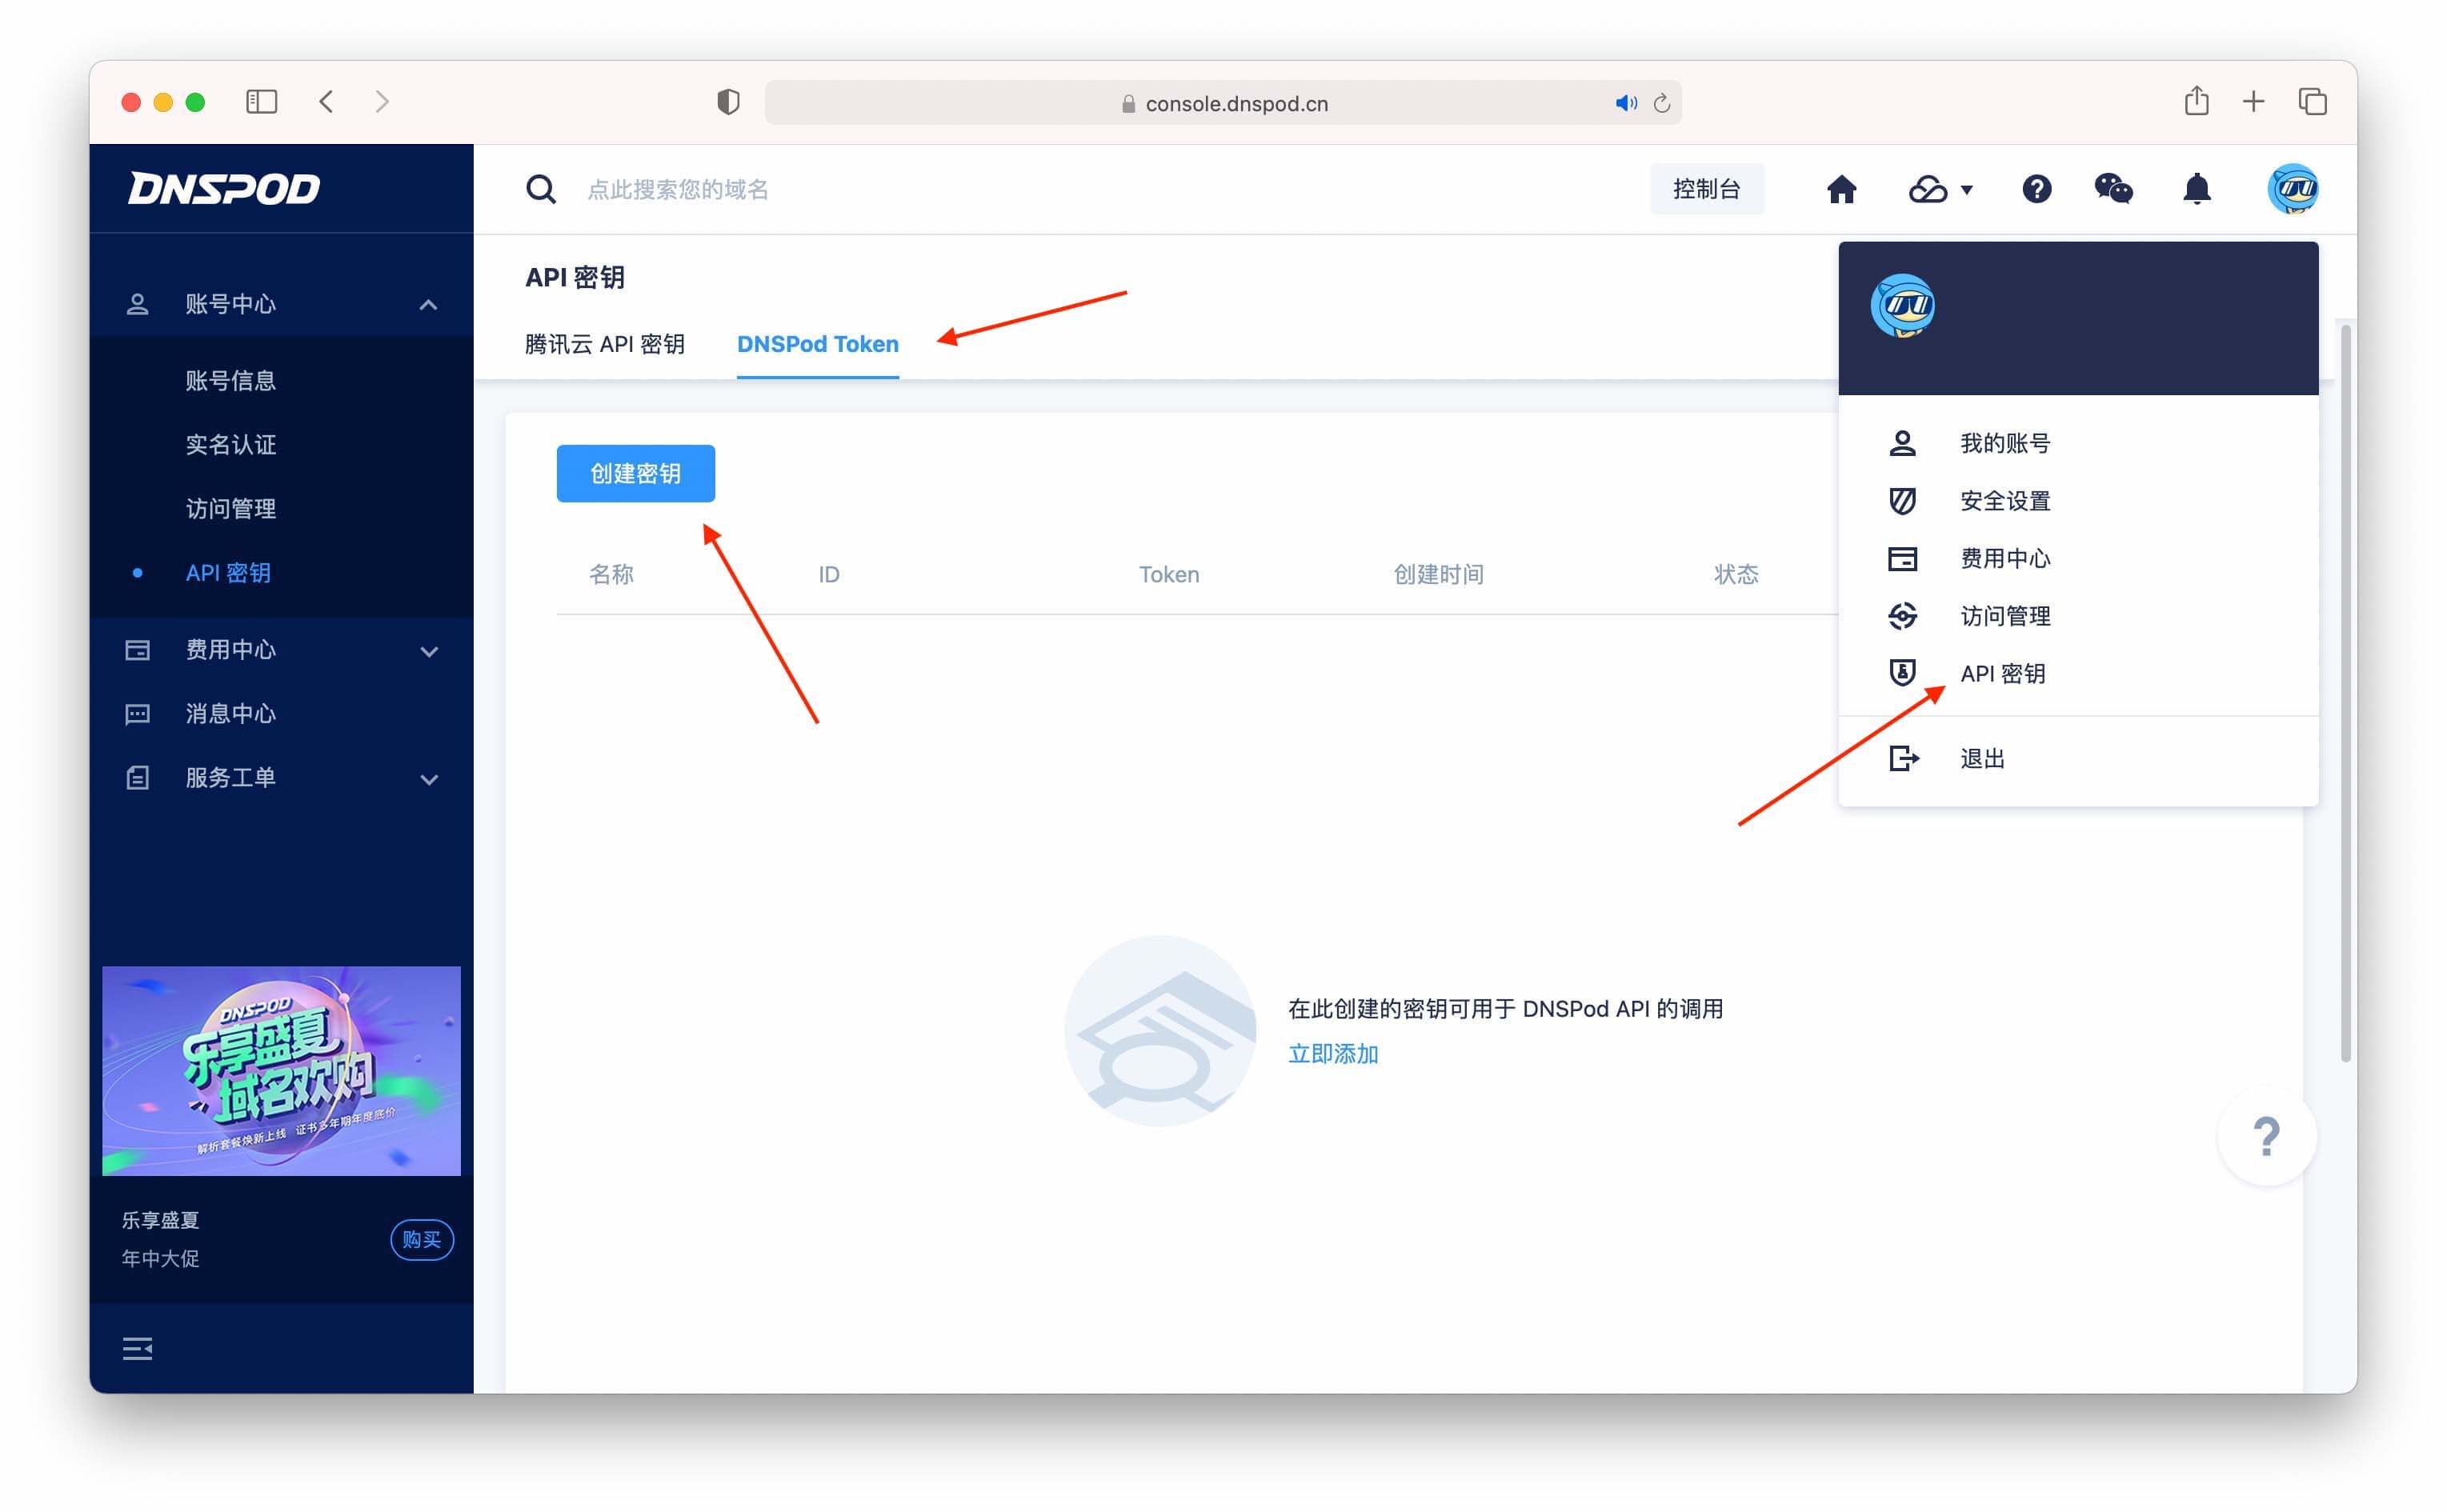 console.dnspod.cn
DNSPOD
点此搜索您的域名
控制台
账号中心
账号信息
实名认证
访问管理
API 密钥
费用中心
消息中心
服务工单
DNSPOD
乐享盛夏
域名欢购
解析套餐焕新上线 证书多年期年度底价
乐享盛夏
年中大促
购买
API 密钥
腾讯云 API 密钥
DNSPod Token
创建密钥
名称
ID
Token
创建时间
状态
在此创建的密钥可用于 DNSPod API 的调用
立即添加
我的账号
安全设置
费用中心
访问管理
API 密钥
退出
?